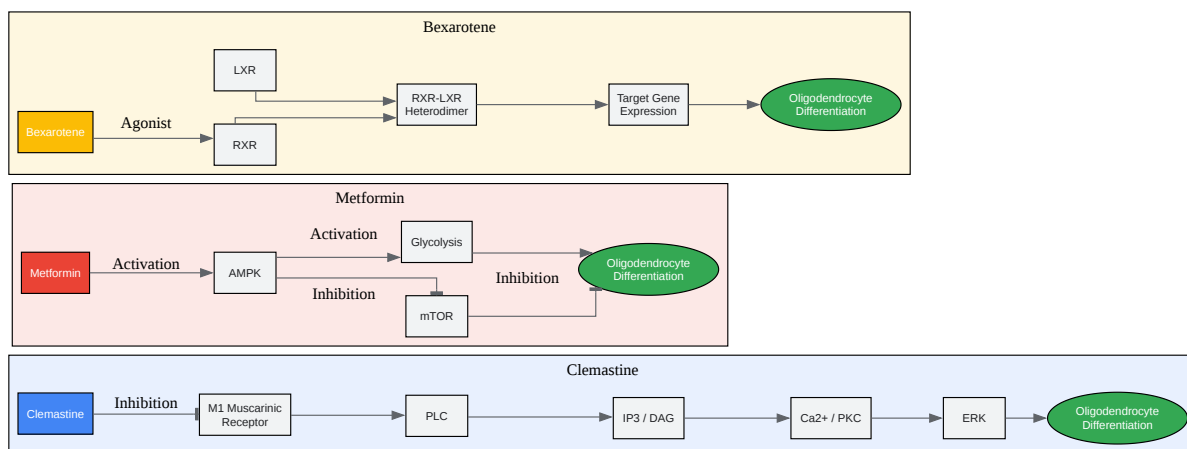 Bexarotene
LXR
Bexarotene
Agonist
RXR
RXR-LXR
Heterodimer
Target Gene
Expression
Oligodendrocyte
Differentiation
Metformin
Metformin
Activation
AMPK
Activation
Glycolysis
Inhibition
mTOR
Inhibition
Oligodendrocyte
Differentiation
Clemastine
Clemastine
Inhibition
M1 Muscarinic
Receptor
PLC
IP3 / DAG
Ca2+ / PKC
ERK
Oligodendrocyte
Differentiation